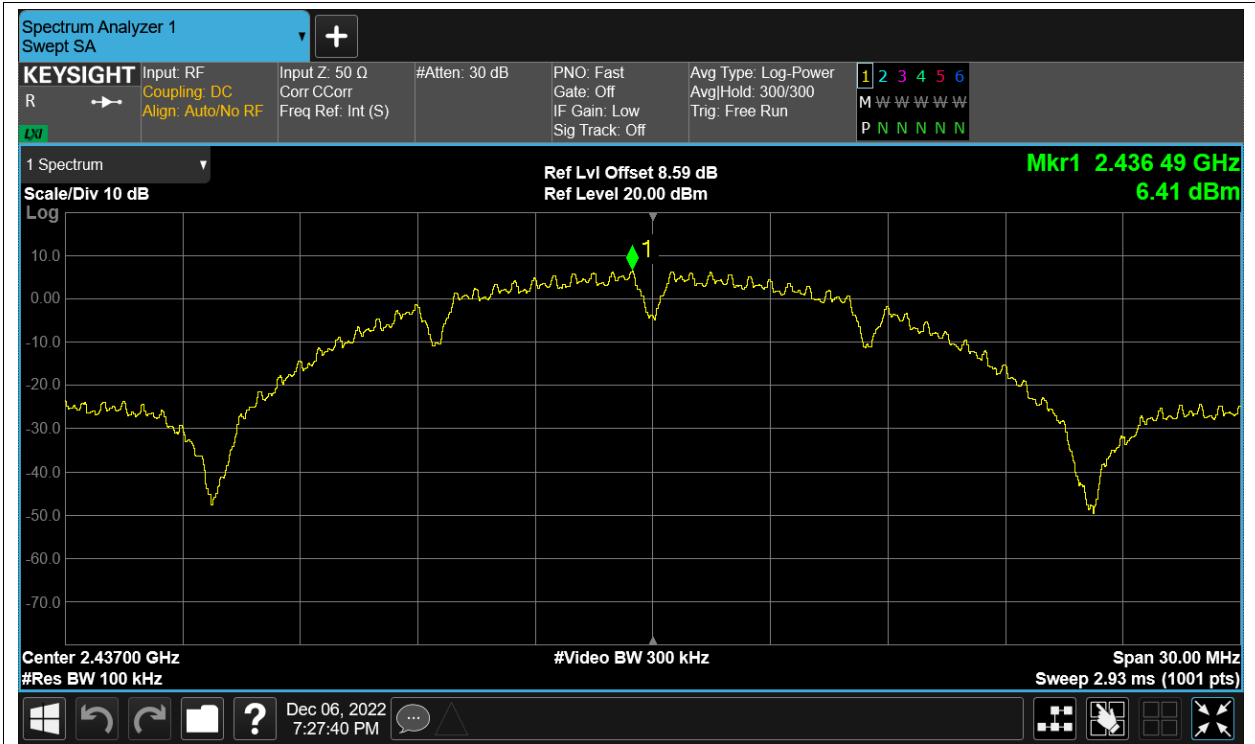 Spectrum Analyzer 1
Swept SA
▼
+
KEYSIGHT
R
LXI
Input: RF
Coupling: DC
Align: Auto/No RF
Input Z: 50 Ω
Corr CCorr
Freq Ref: Int (S)
#Atten: 30 dB
PNO: Fast
Gate: Off
IF Gain: Low
Sig Track: Off
Avg Type: Log-Power
Avg|Hold: 300/300
Trig: Free Run
1 2 3 4 5 6
M W W W W W
P N N N N N
1 Spectrum ▼
Scale/Div 10 dB
Ref Lvl Offset 8.59 dB
Ref Level 20.00 dBm
Mkr1 2.436 49 GHz
6.41 dBm
Log
1
10.0
0.00
-10.0
-20.0
-30.0
-40.0
-50.0
-60.0
-70.0
Center 2.43700 GHz
#Video BW 300 kHz
Span 30.00 MHz
#Res BW 100 kHz
Sweep 2.93 ms (1001 pts)
?
Dec 06, 2022
7:27:40 PM